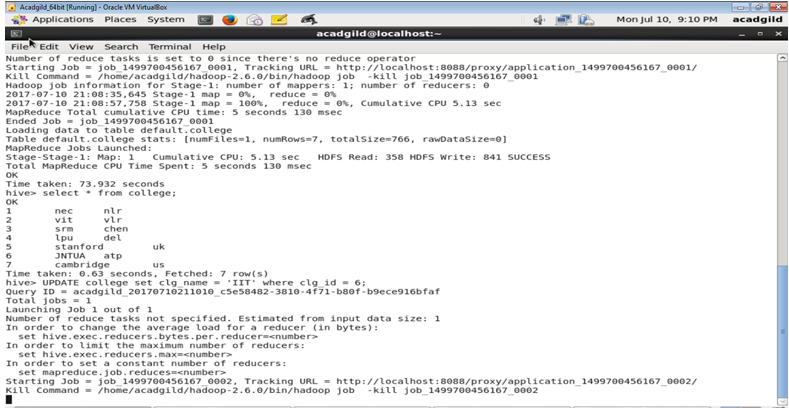 Acadgild_64bit [Running] - Oracle VM VirtualBox
Applications Places System Mon Jul 10, 9:10 PM acadgild
acadgild@localhost:~
File Edit View Search Terminal Help
Number of reduce tasks is set to 0 since there's no reduce operator
Starting Job = job_1499700456167_0001, Tracking URL = http://localhost:8088/proxy/application_1499700456167_0001/
Kill Command = /home/acadgild/hadoop-2.6.0/bin/hadoop job  -kill job_1499700456167_0001
Hadoop job information for Stage-1: number of mappers: 1; number of reducers: 0
2017-07-10 21:08:35,645 Stage-1 map = 0%,  reduce = 0%
2017-07-10 21:08:57,758 Stage-1 map = 100%,  reduce = 0%, Cumulative CPU 5.13 sec
MapReduce Total cumulative CPU time: 5 seconds 130 msec
Ended Job = job_1499700456167_0001
Loading data to table default.college
Table default.college stats: [numFiles=1, numRows=7, totalSize=766, rawDataSize=0]
MapReduce Jobs Launched:
Stage-Stage-1: Map: 1   Cumulative CPU: 5.13 sec   HDFS Read: 358 HDFS Write: 841 SUCCESS
Total MapReduce CPU Time Spent: 5 seconds 130 msec
OK
Time taken: 73.932 seconds
hive> select * from college;
OK
1	nec	nlr
2	vit	vlr
3	srm	chen
4	lpu	del
5	stanford	uk
6	JNTUA	atp
7	cambridge	us
Time taken: 0.63 seconds, Fetched: 7 row(s)
hive> UPDATE college set clg_name = 'IIT' where clg_id = 6;
Query ID = acadgild_20170710211010_c5e58482-3810-4f71-b80f-b9ece916bfaf
Total jobs = 1
Launching Job 1 out of 1
Number of reduce tasks not specified. Estimated from input data size: 1
In order to change the average load for a reducer (in bytes):
  set hive.exec.reducers.bytes.per.reducer=<number>
In order to limit the maximum number of reducers:
  set hive.exec.reducers.max=<number>
In order to set a constant number of reducers:
  set mapreduce.job.reduces=<number>
Starting Job = job_1499700456167_0002, Tracking URL = http://localhost:8088/proxy/application_1499700456167_0002/
Kill Command = /home/acadgild/hadoop-2.6.0/bin/hadoop job  -kill job_1499700456167_0002